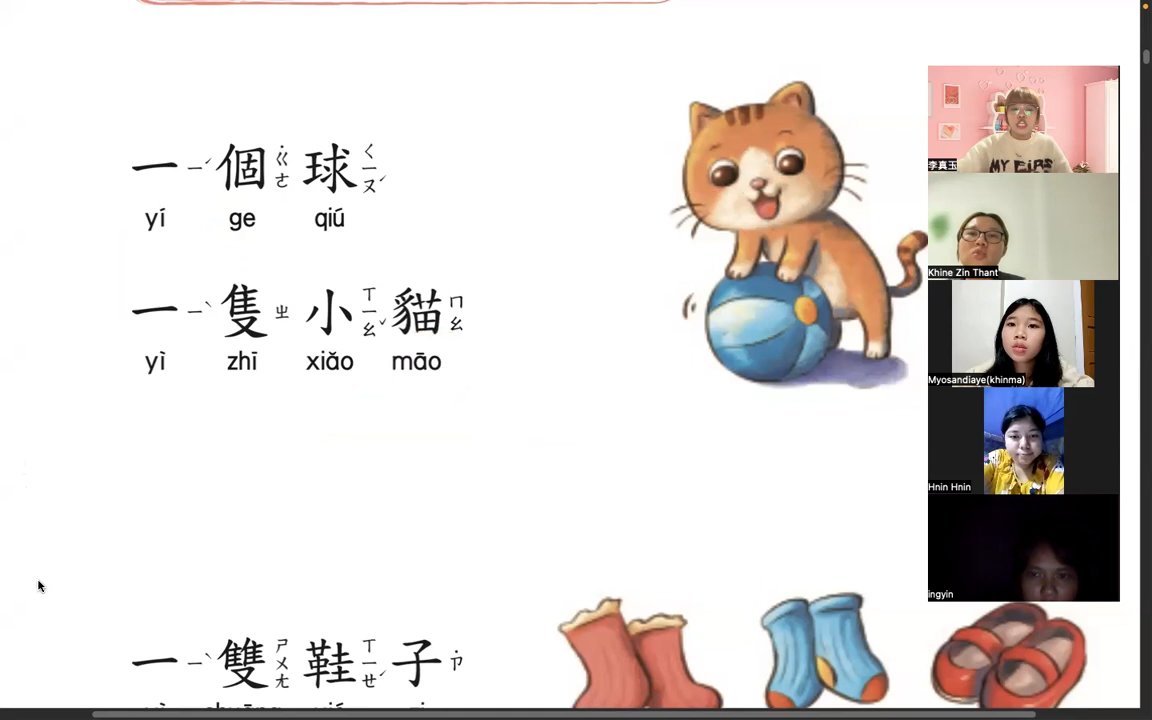 一 ㄧˊ 個 ˙ㄍㄜ 球 ㄑㄧㄡˊ
yí ge qiú
一 ㄧˋ 隻 ㄓ 小 ㄒㄧㄠˇ 貓 ㄇㄠ
yì zhī xiǎo māo
一 ㄧˋ 雙 ㄕㄨㄤ 鞋 ㄒㄧㄝˊ 子 ˙ㄗ
李真玉
Khine Zin Thant
Myosandiaye(khinma)
Hnin Hnin
ingyin